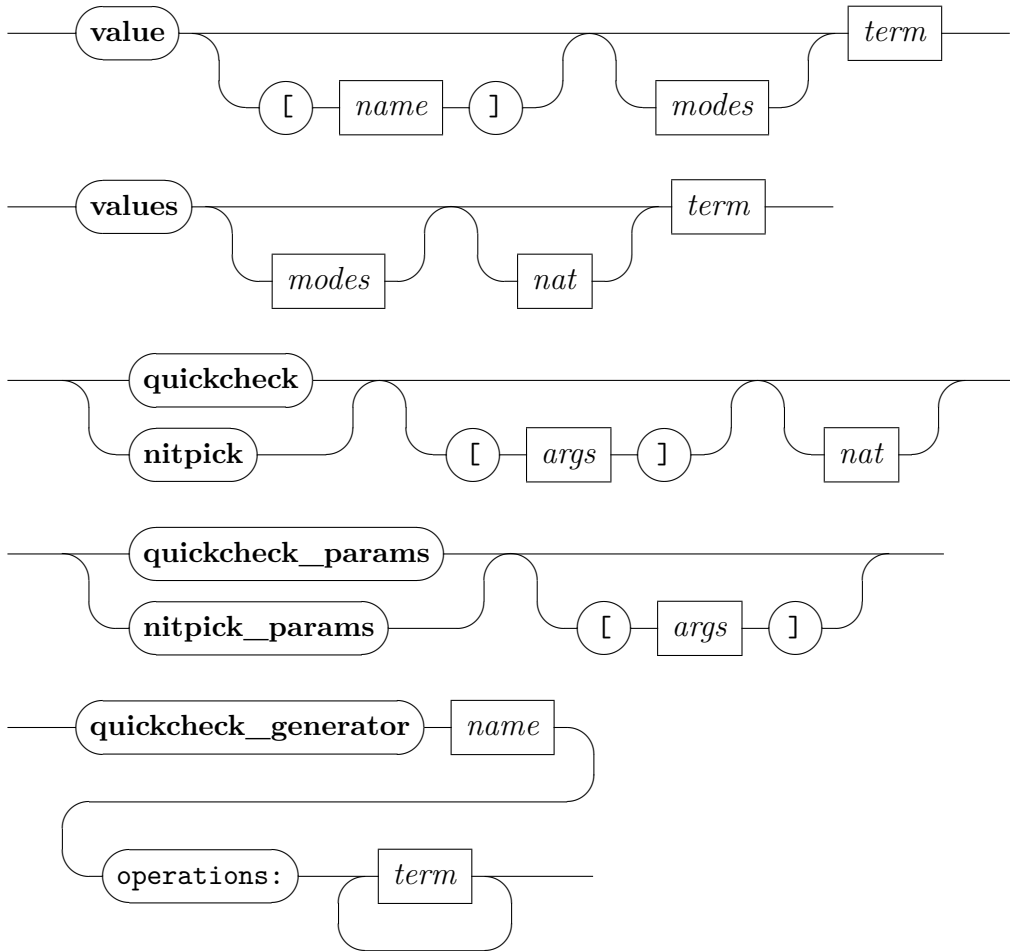 value term
[ name ] modes
values term
modes nat
quickcheck
nitpick [ args ] nat
quickcheck_params
nitpick_params [ args ]
quickcheck_generator name
operations: term